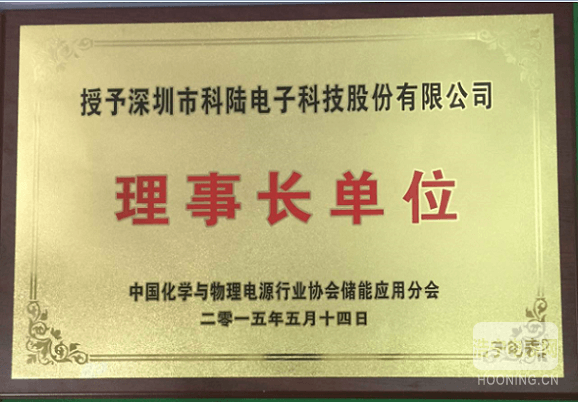 授予深圳市科陆电子科技股份有限公司
理事长单位
中国化学与物理电源行业协会储能应用分会
二零一五年五月十四日
HOONING.CN